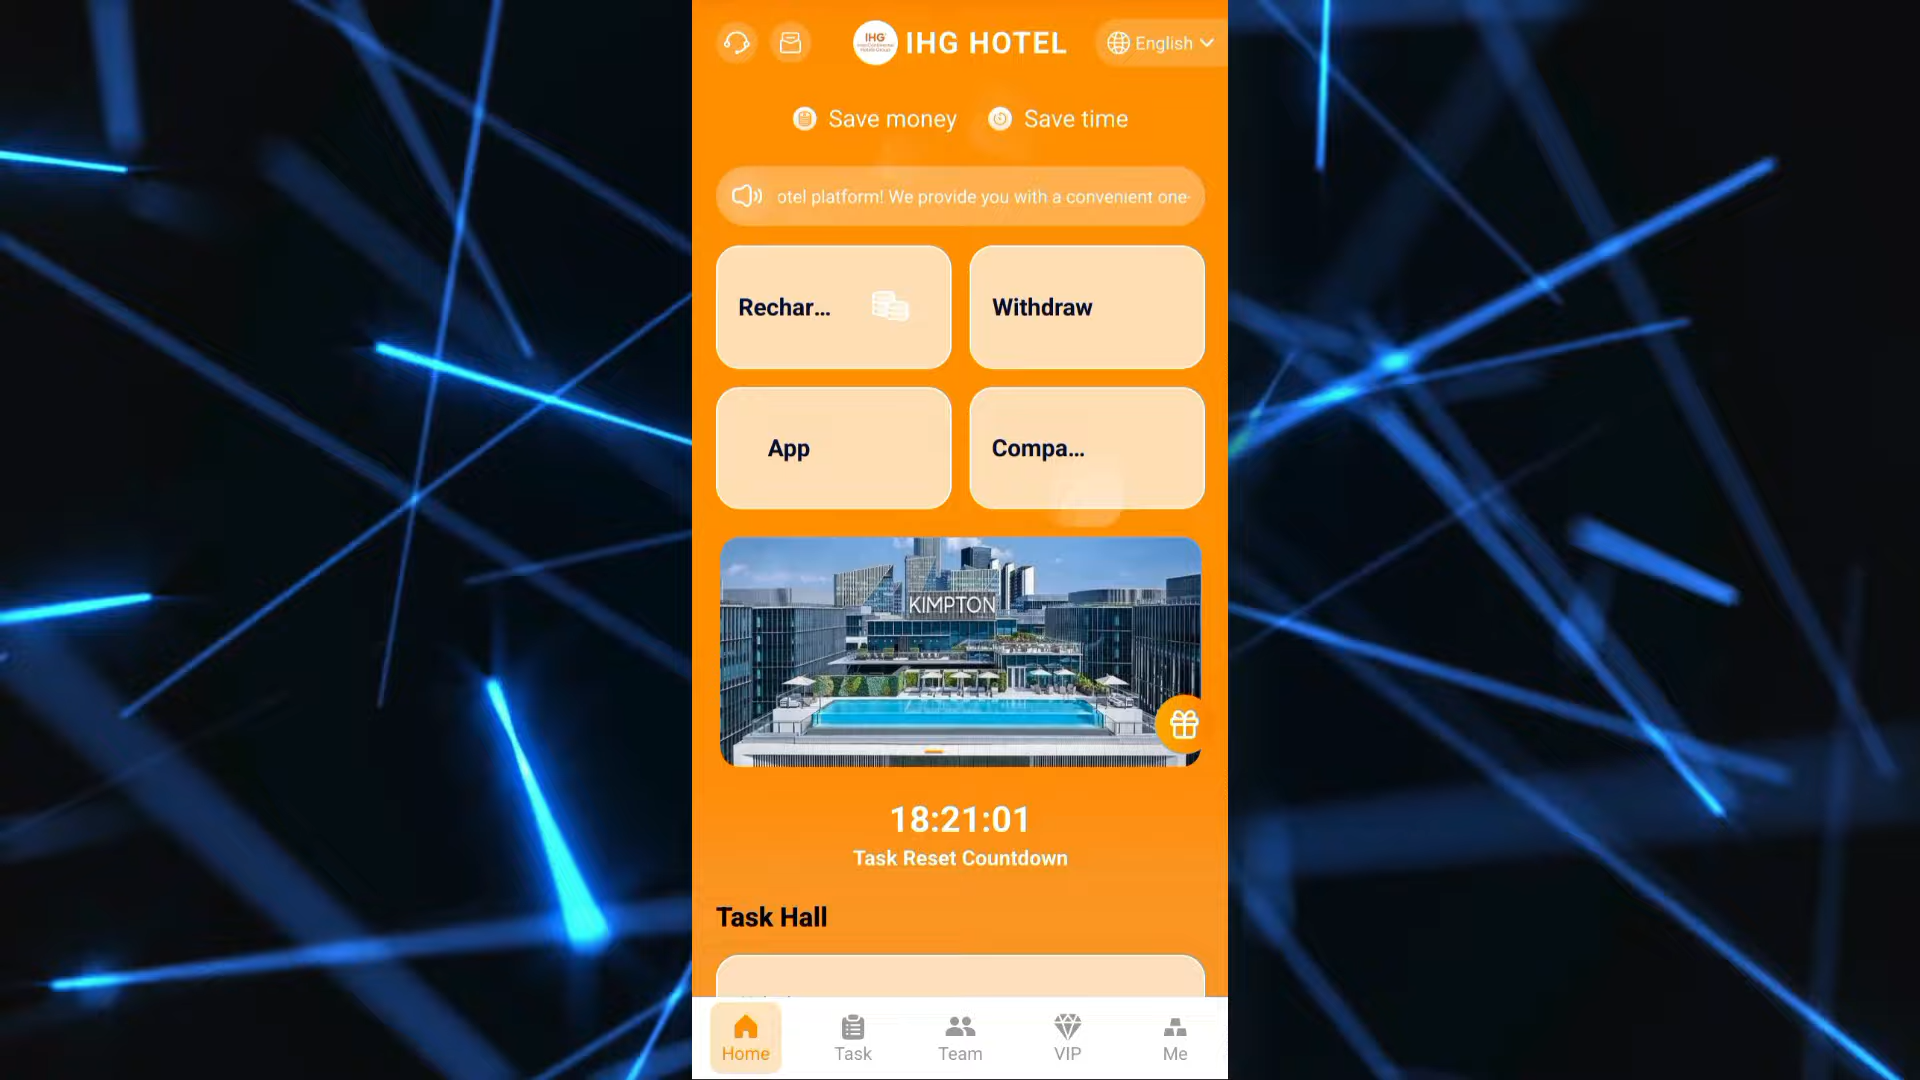 IHG HOTEL
English
Save money
Save time
otel platform! We provide you with a convenient one-
Rechar...
Withdraw
App
Compa...
KIMPTON
18:21:01
Task Reset Countdown
Task Hall
Home
Task
Team
VIP
Me